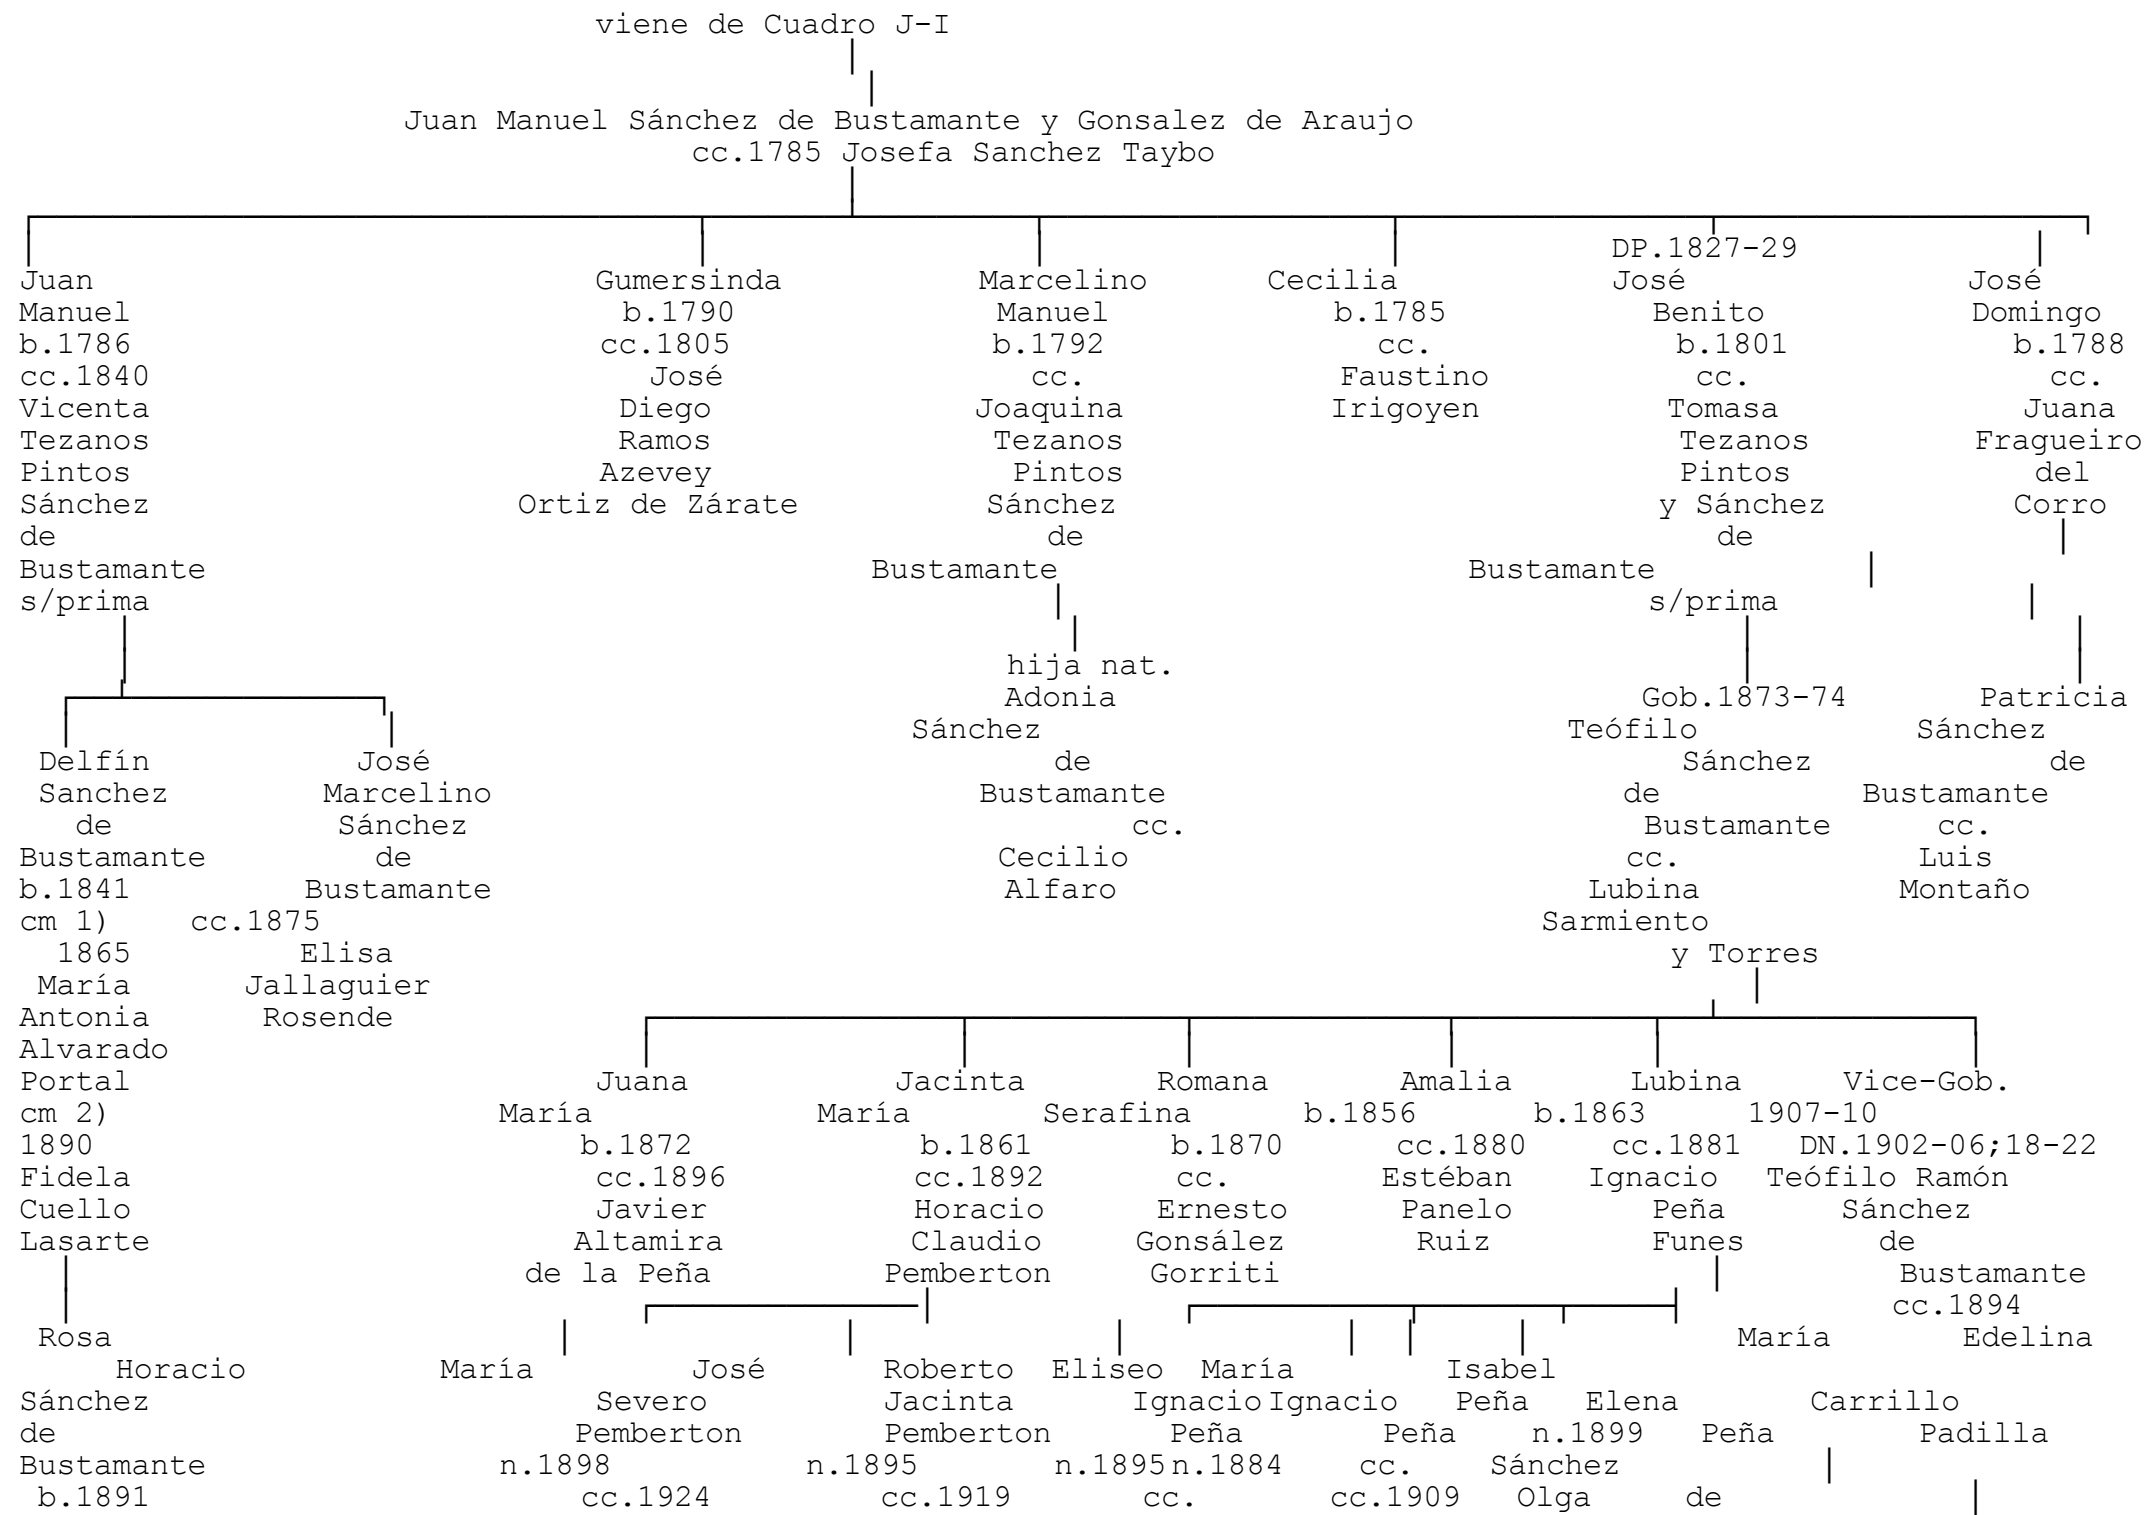 viene de Cuadro J-I
Juan Manuel Sánchez de Bustamante y Gonsalez de Araujo
cc.1785 Josefa Sanchez Taybo
DP.1827-29
Juan Gumersinda Marcelino Cecilia José José
Manuel b.1790 Manuel b.1785 Benito Domingo
b.1786 cc.1805 b.1792 cc. b.1801 b.1788
cc.1840 José cc. Faustino cc. cc.
Vicenta Diego Joaquina Irigoyen Tomasa Juana
Tezanos Ramos Tezanos Tezanos Fragueiro
Pintos Azevey Pintos Pintos del
Sánchez Ortiz de Zárate Sánchez y Sánchez Corro
de de de
Bustamante Bustamante Bustamante
s/prima s/prima
hija nat.
Adonia Gob.1873-74 Patricia
Sánchez Teófilo Sánchez
Delfín José de Sánchez de
Sanchez Marcelino Bustamante de Bustamante
de Sánchez cc. Bustamante cc.
Bustamante de Cecilio cc. Luis
b.1841 Bustamante Alfaro Lubina Montaño
cm 1) cc.1875 Sarmiento
1865 Elisa y Torres
María Jallaguier
Antonia Rosende
Alvarado
Portal Juana Jacinta Romana Amalia Lubina Vice-Gob.
cm 2) María María Serafina b.1856 b.1863 1907-10
1890 b.1872 b.1861 b.1870 cc.1880 cc.1881 DN.1902-06;18-22
Fidela cc.1896 cc.1892 cc. Estéban Ignacio Teófilo Ramón
Cuello Javier Horacio Ernesto Panelo Peña Sánchez
Lasarte Altamira Claudio Gonsález Ruiz Funes de
de la Peña Pemberton Gorriti Bustamante
cc.1894
Rosa María Edelina
Horacio María José Roberto Eliseo María Isabel
Sánchez Severo Jacinta Ignacio Ignacio Peña Elena Carrillo
de Pemberton Pemberton Peña Peña n.1899 Peña Padilla
Bustamante n.1898 n.1895 n.1895 n.1884 cc. Sánchez
b.1891 cc.1924 cc.1919 cc. cc.1909 Olga de